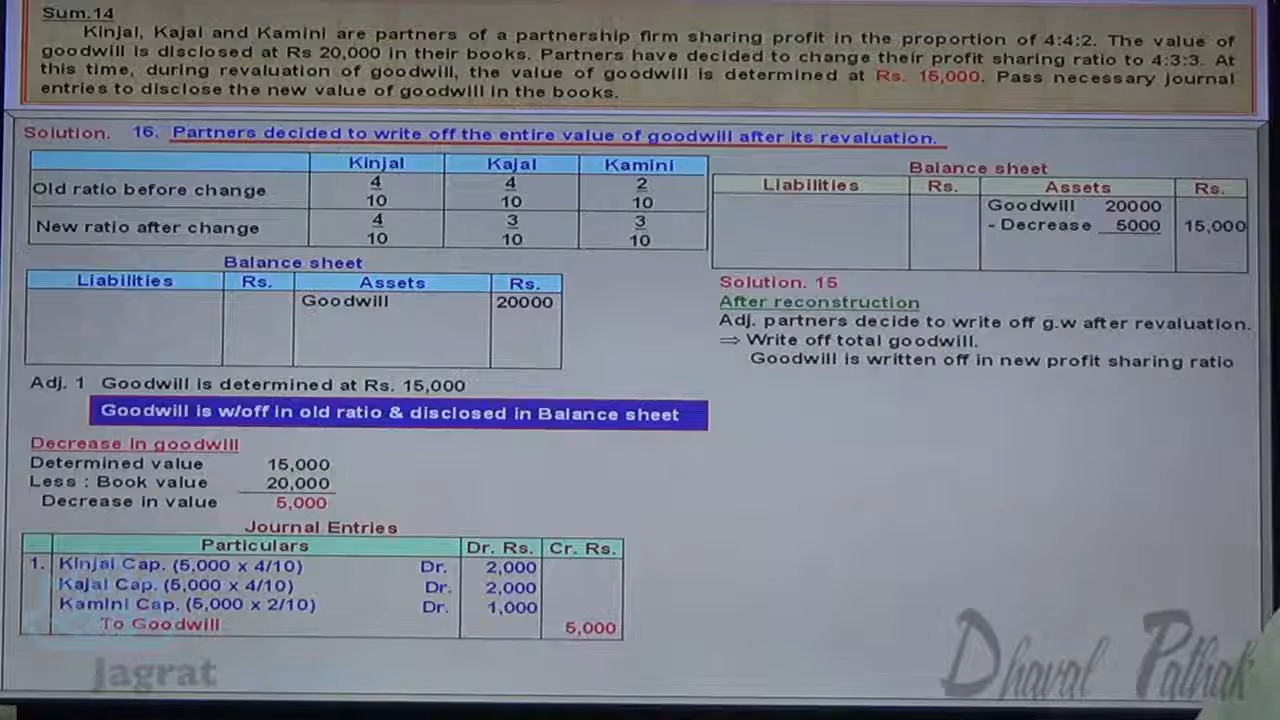 Sum.14
Kinjal, Kajal and Kamini are partners of a partnership firm sharing profit in the proportion of 4:4:2. The value of
goodwill is disclosed at Rs 20,000 in their books. Partners have decided to change their profit sharing ratio to 4:3:3. At
this time, during revaluation of goodwill, the value of goodwill is determined at Rs. 15,000. Pass necessary journal
entries to disclose the new value of goodwill in the books.
Solution. 16. Partners decided to write off the entire value of goodwill after its revaluation.
Kinjal Kajal Kamini
Old ratio before change 4/10 4/10 2/10
New ratio after change 4/10 3/10 3/10
Balance sheet
Liabilities Rs. Assets Rs.
Goodwill 20000
Adj. 1 Goodwill is determined at Rs. 15,000
Goodwill is w/off in old ratio & disclosed in Balance sheet
Decrease in goodwill
Determined value 15,000
Less : Book value 20,000
Decrease in value 5,000
Journal Entries
Particulars Dr. Rs. Cr. Rs.
1. Kinjal Cap. (5,000 x 4/10) Dr. 2,000
Kajal Cap. (5,000 x 4/10) Dr. 2,000
Kamini Cap. (5,000 x 2/10) Dr. 1,000
To Goodwill 5,000
Balance sheet
Liabilities Rs. Assets Rs.
Goodwill 20000
- Decrease 5000 15,000
Solution. 15
After reconstruction
Adj. partners decide to write off g.w after revaluation.
⇒ Write off total goodwill.
Goodwill is written off in new profit sharing ratio
Jagrat
Dhaval Pathak